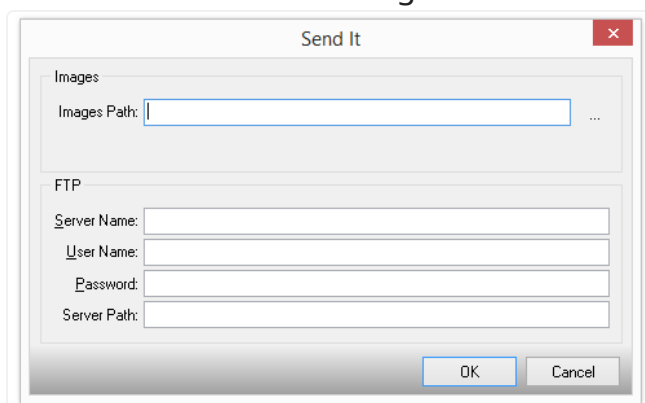 Send It
Images
Images Path:
...
FTP
Server Name:
User Name:
Password:
Server Path:
OK Cancel